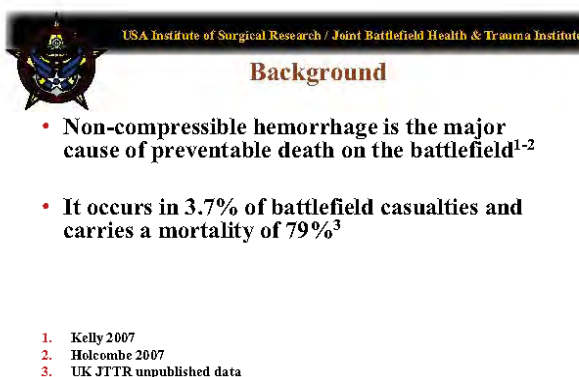 USA Institute of Surgical Research / Joint Battlefield Health & Trauma Institute
Background
• Non-compressible hemorrhage is the major
cause of preventable death on the battlefield1-2
• It occurs in 3.7% of battlefield casualties and
carries a mortality of 79%3
1. Kelly 2007
2. Holcombe 2007
3. UK JTTR unpublished data